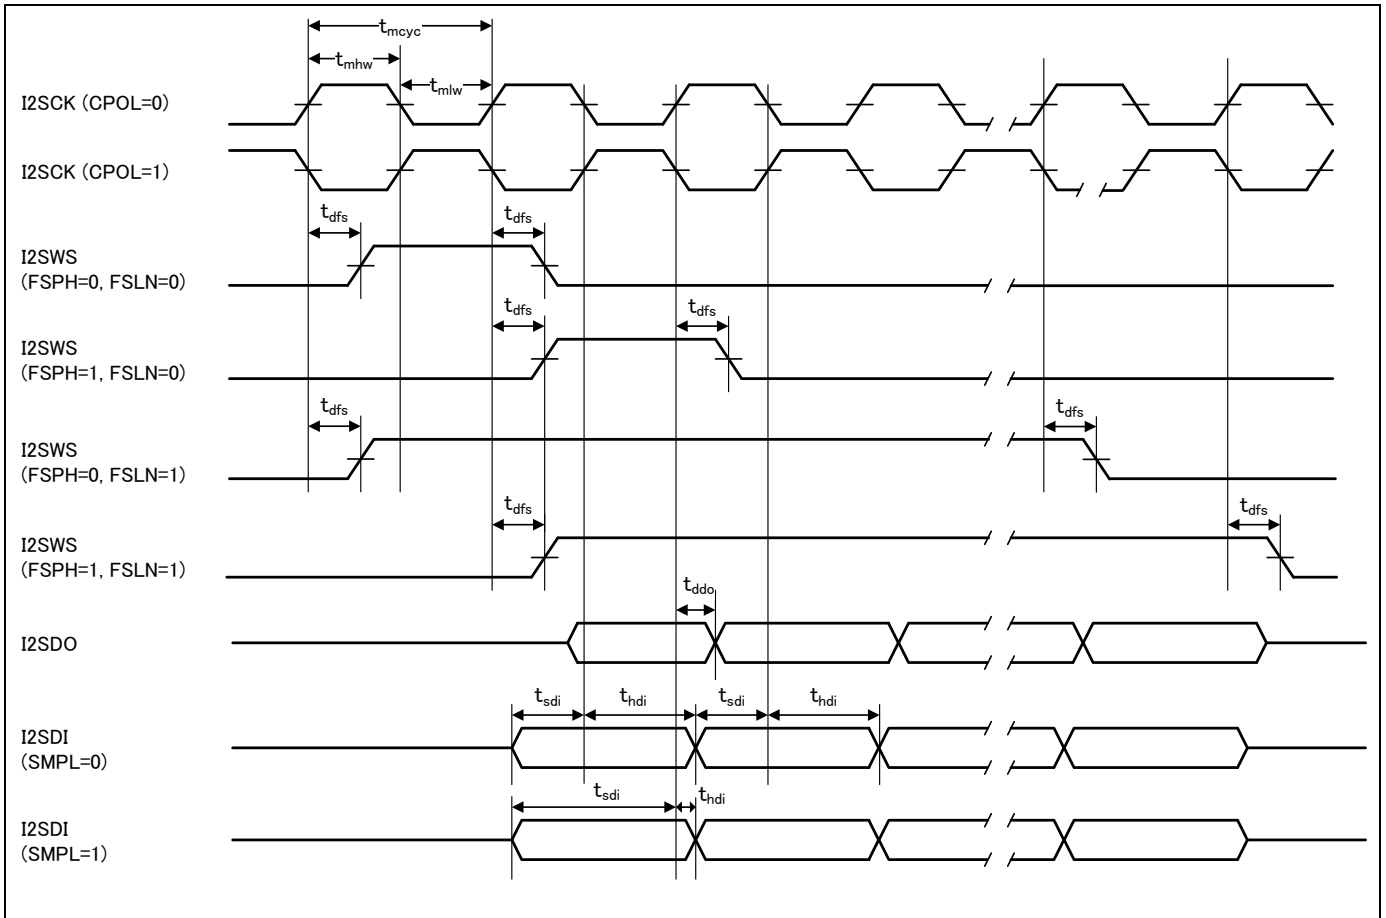 tmcyc
tmhw
tmlw
I2SCK (CPOL=0)
I2SCK (CPOL=1)
tdfs tdfs
I2SWS
(FSPH=0, FSLN=0)
tdfs tdfs
I2SWS
(FSPH=1, FSLN=0)
tdfs tdfs
I2SWS
(FSPH=0, FSLN=1)
tdfs tdfs
I2SWS
(FSPH=1, FSLN=1)
tddo
I2SDO
tsdi thdi tsdi thdi
I2SDI
(SMPL=0)
tsdi thdi
I2SDI
(SMPL=1)